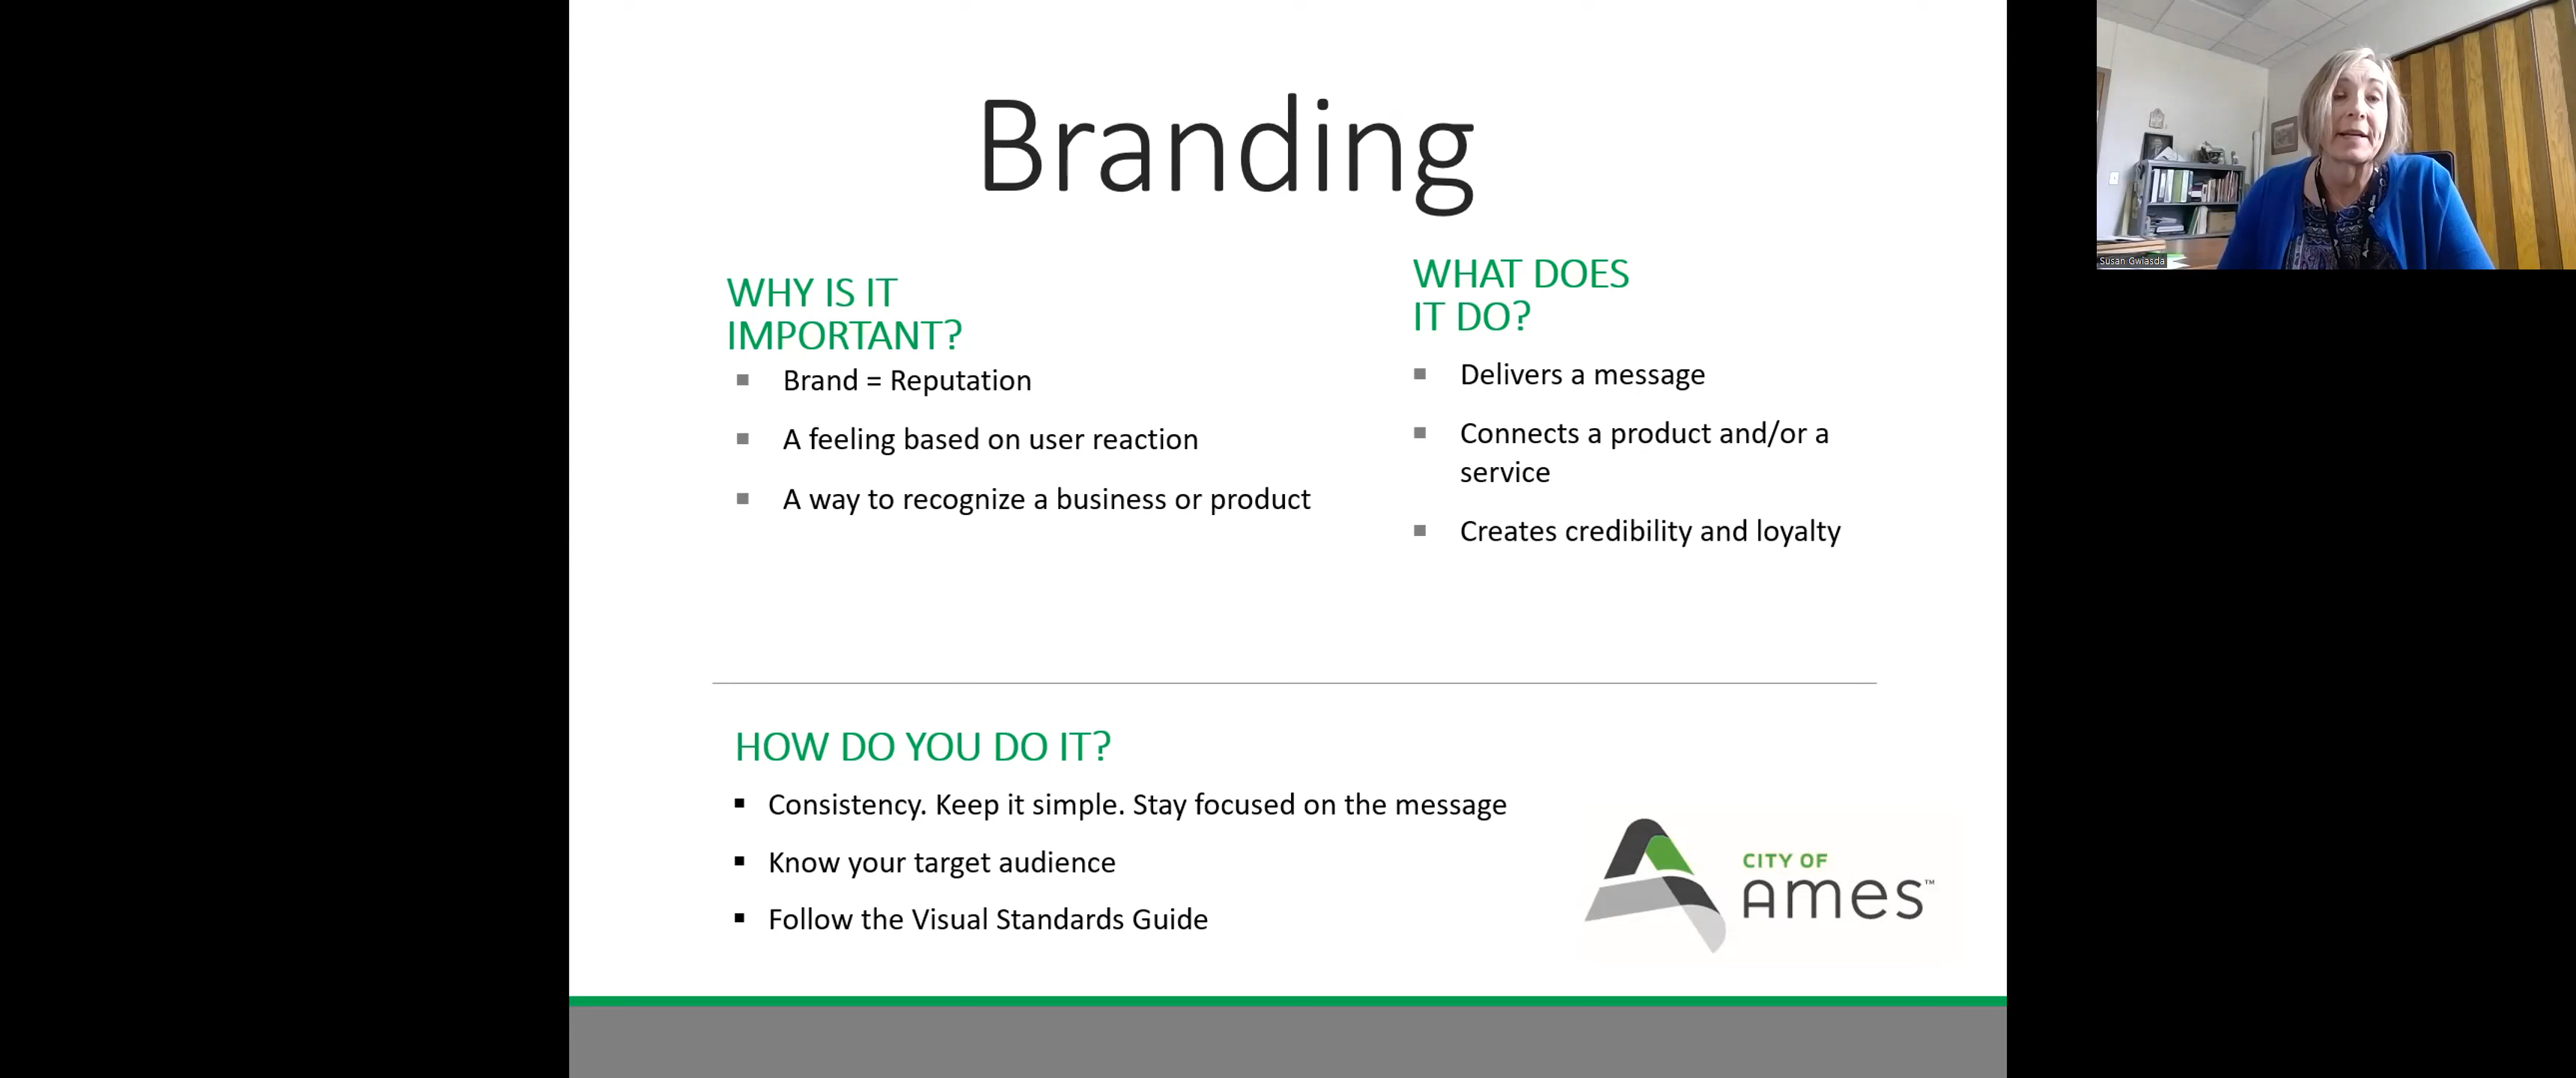 Branding
WHY IS IT
IMPORTANT?
▪ Brand = Reputation
▪ A feeling based on user reaction
▪ A way to recognize a business or product
WHAT DOES
IT DO?
▪ Delivers a message
▪ Connects a product and/or a
service
▪ Creates credibility and loyalty
HOW DO YOU DO IT?
▪ Consistency. Keep it simple. Stay focused on the message
▪ Know your target audience
▪ Follow the Visual Standards Guide
CITY OF
Ames™
Susan Gwiasda